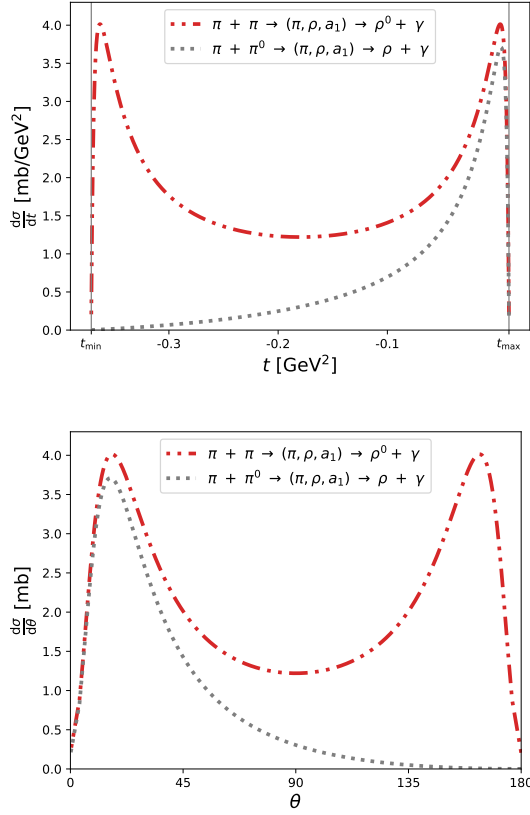 π + π → (π, ρ, a₁) → ρ⁰ + γ
π + π⁰ → (π, ρ, a₁) → ρ + γ
dσ/dt [mb/GeV²]
4.0
3.5
3.0
2.5
2.0
1.5
1.0
0.5
0.0
t_min -0.3 -0.2 -0.1 t_max
t [GeV²]
π + π → (π, ρ, a₁) → ρ⁰ + γ
π + π⁰ → (π, ρ, a₁) → ρ + γ
dσ/dθ [mb]
4.0
3.5
3.0
2.5
2.0
1.5
1.0
0.5
0.0
0 45 90 135 180
θ